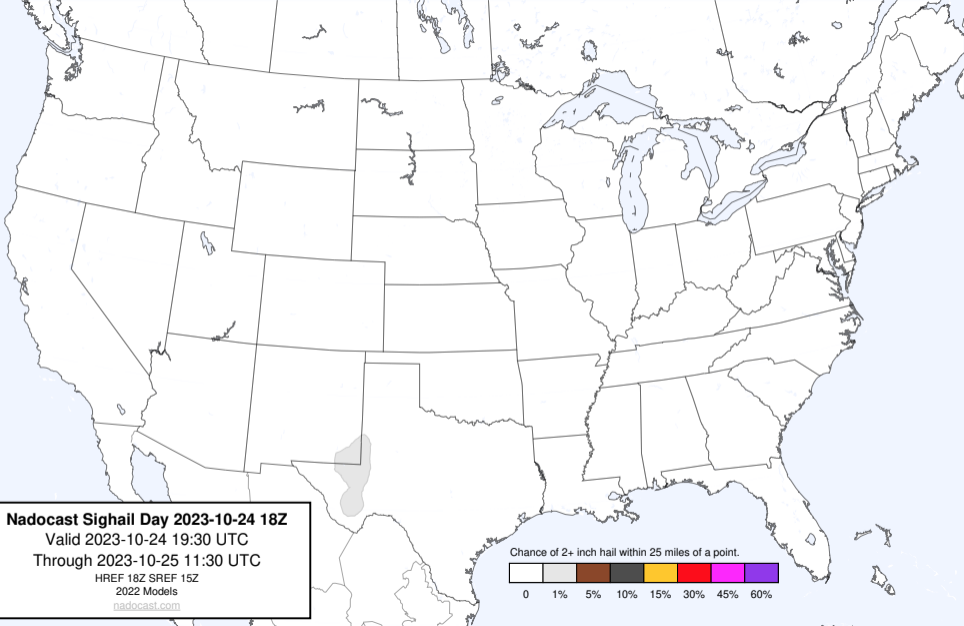 Nadocast Sighail Day 2023-10-24 18Z
Valid 2023-10-24 19:30 UTC
Through 2023-10-25 11:30 UTC
HREF 18Z SREF 15Z
2022 Models
nadocast.com
Chance of 2+ inch hail within 25 miles of a point.
0 1% 5% 10% 15% 30% 45% 60%